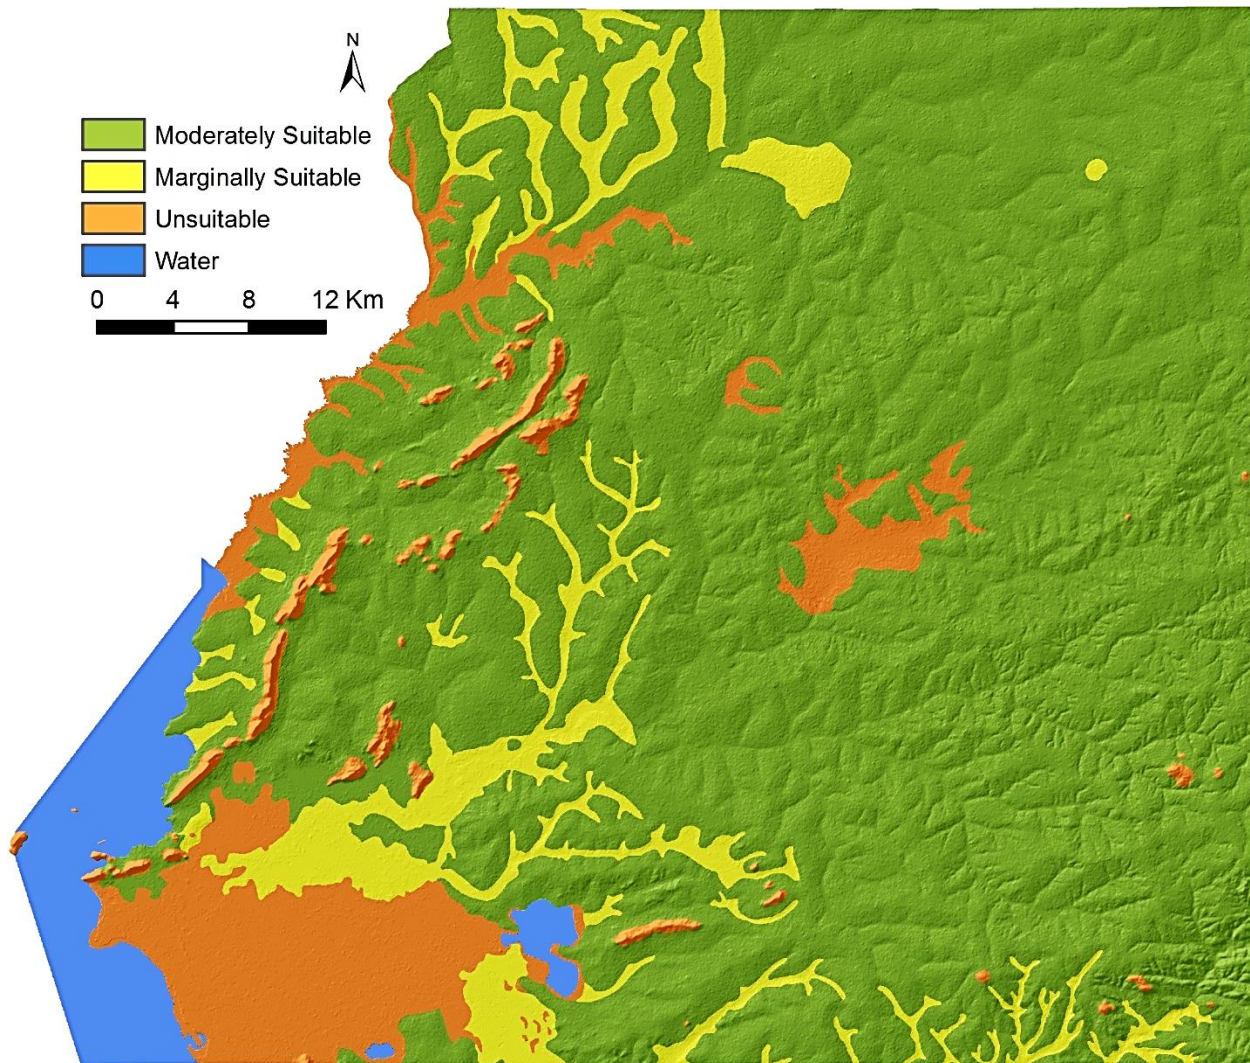 N
Moderately Suitable
Marginally Suitable
Unsuitable
Water
0 4 8 12 Km